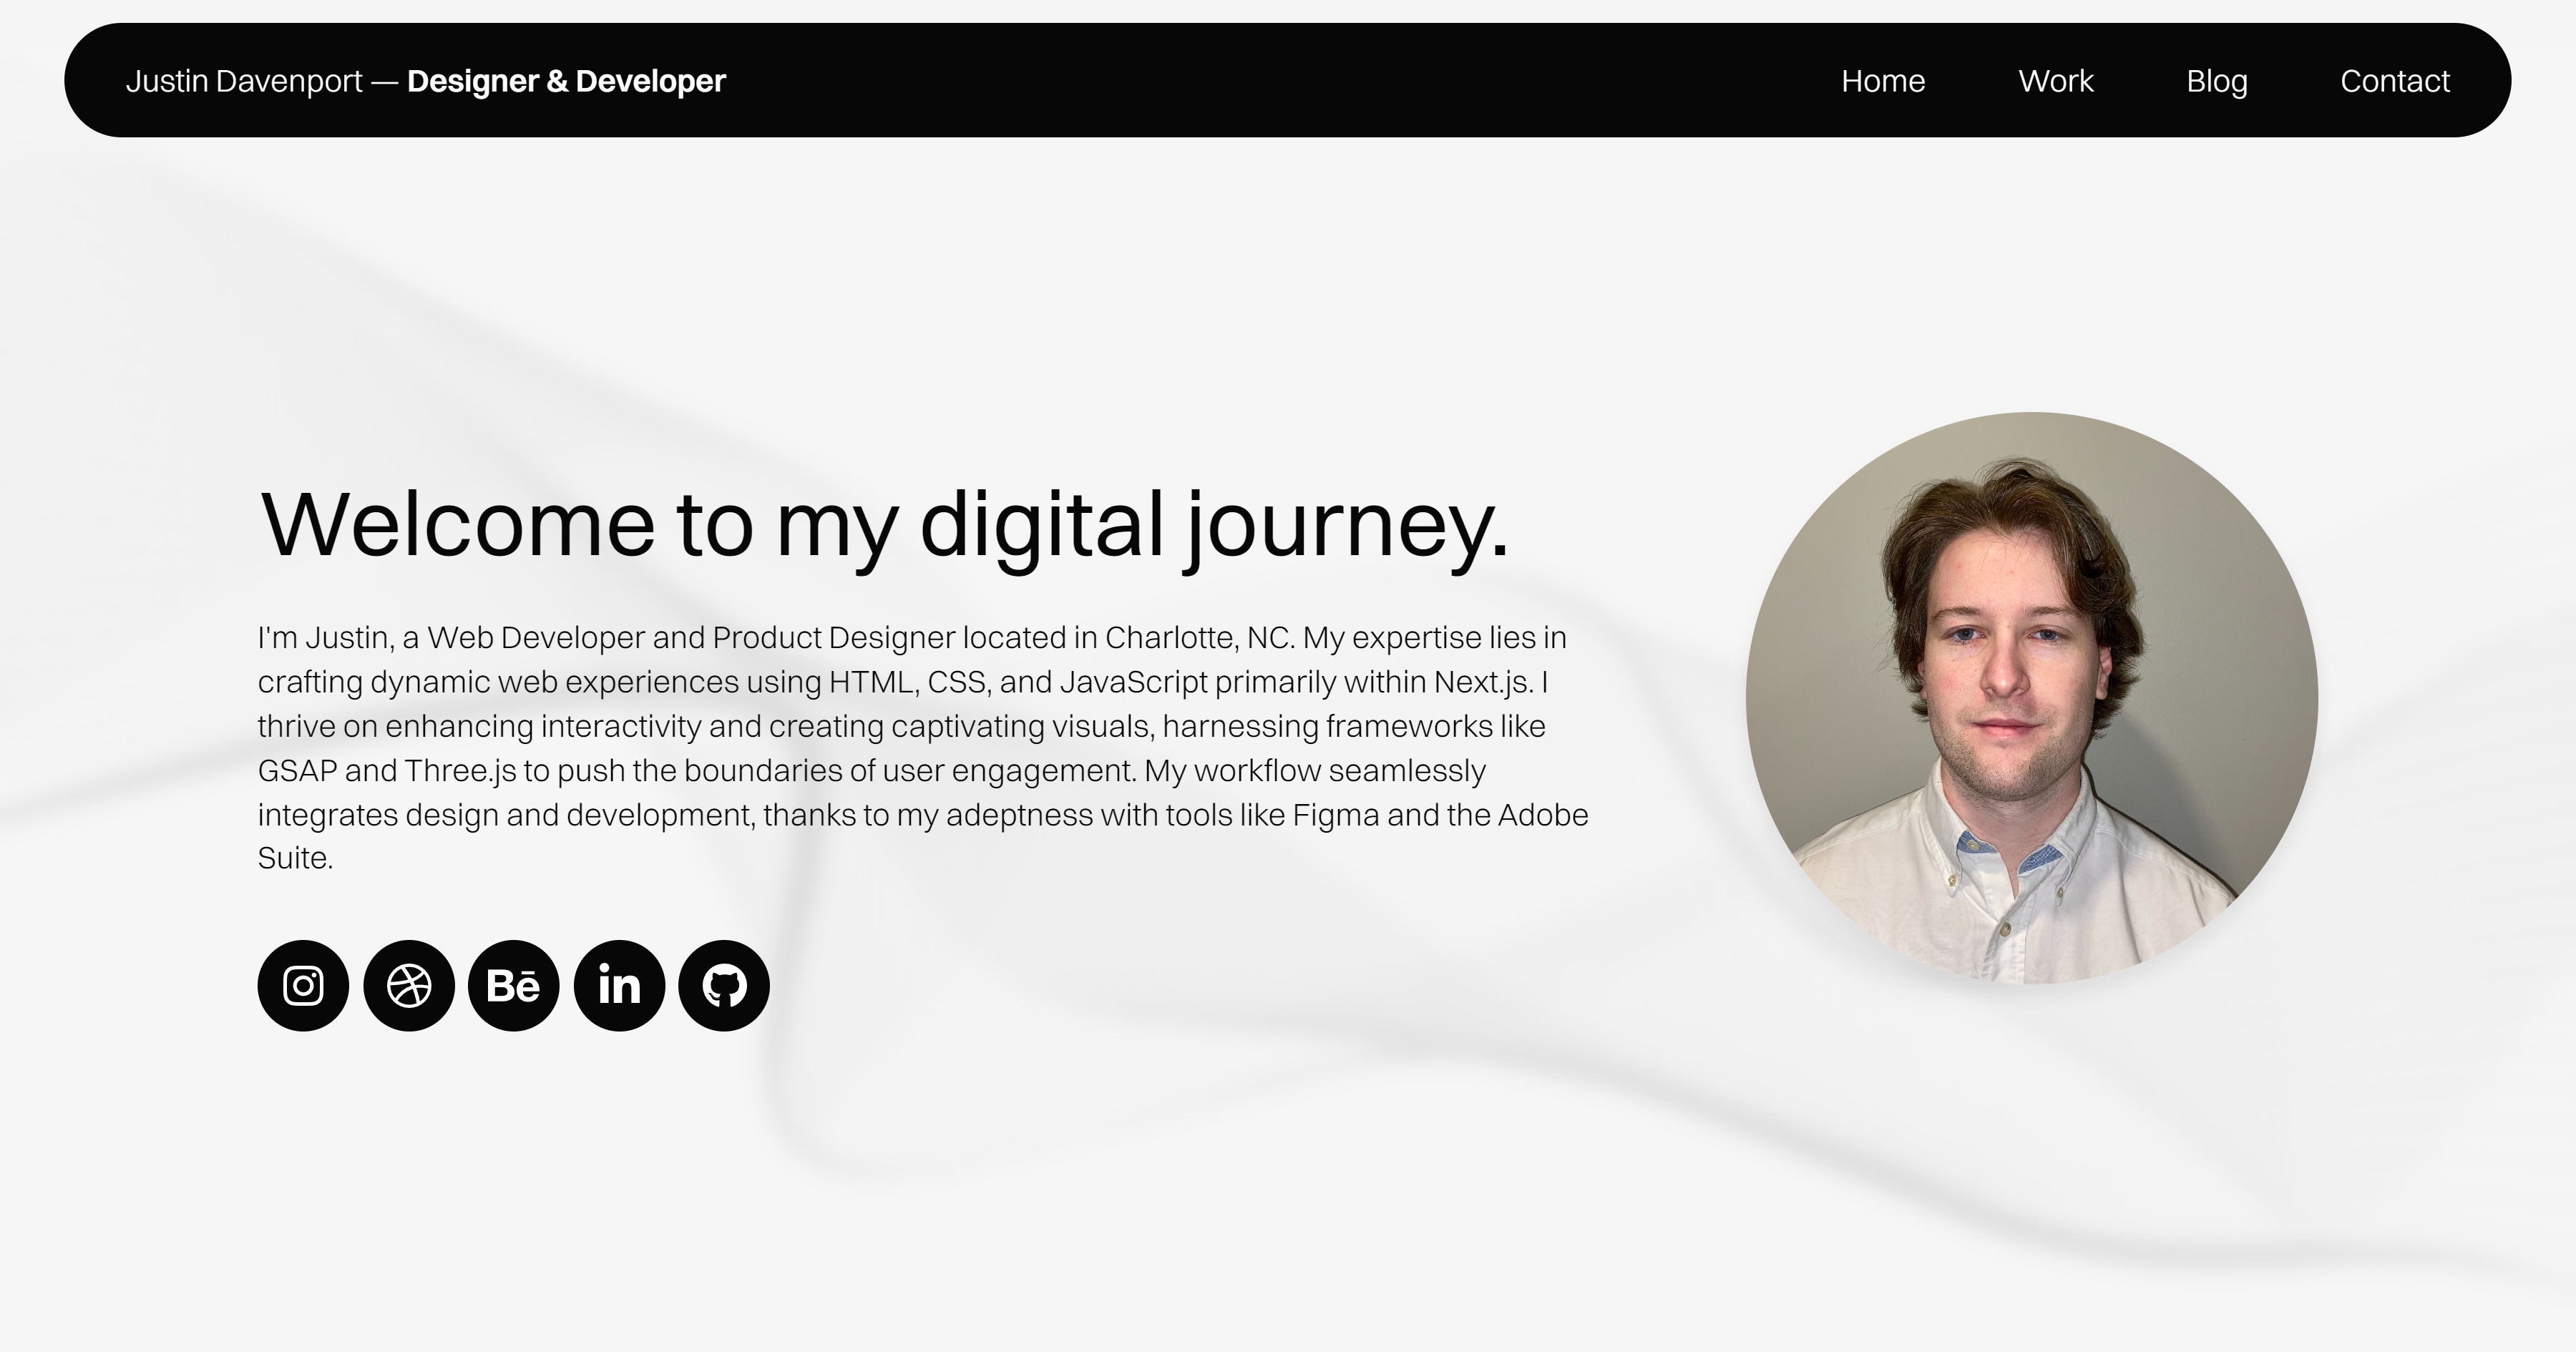 Justin Davenport — Designer & Developer
Home
Work
Blog
Contact
Welcome to my digital journey.
I'm Justin, a Web Developer and Product Designer located in Charlotte, NC. My expertise lies in
crafting dynamic web experiences using HTML, CSS, and JavaScript primarily within Next.js. I
thrive on enhancing interactivity and creating captivating visuals, harnessing frameworks like
GSAP and Three.js to push the boundaries of user engagement. My workflow seamlessly
integrates design and development, thanks to my adeptness with tools like Figma and the Adobe
Suite.
Bē
in